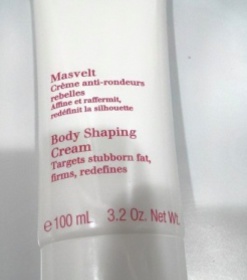 Masvelt
Crème anti-rondeurs
rebelles
Affine et raffermit,
redéfinit la silhouette
Body Shaping
Cream
Targets stubborn fat,
firms, redefines
e 100 mL 3.2 Oz. Net Wt.